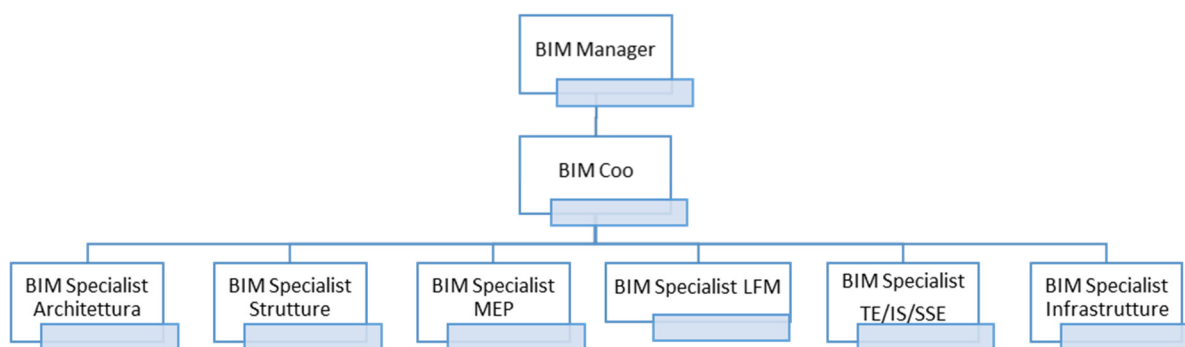 BIM Manager
BIM Coo
BIM Specialist
Architettura
BIM Specialist
Strutture
BIM Specialist
MEP
BIM Specialist LFM
BIM Specialist
TE/IS/SSE
BIM Specialist
Infrastrutture